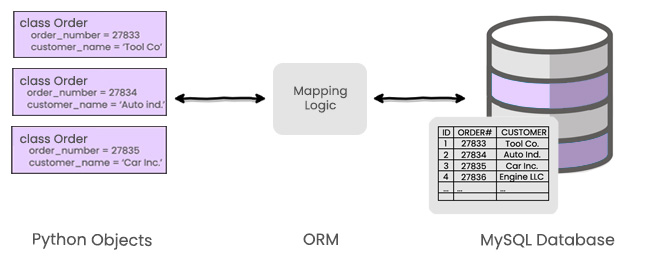 class Order
order_number = 27833
customer_name = ‘Tool Co’
class Order
order_number = 27834
customer_name = ‘Auto ind.’
class Order
order_number = 27835
customer_name = ‘Car Inc.’
Mapping
Logic
ID ORDER# CUSTOMER
1 27833 Tool Co.
2 27834 Auto Ind.
3 27835 Car Inc.
4 27836 Engine LLC
... ... ...
Python Objects
ORM
MySQL Database